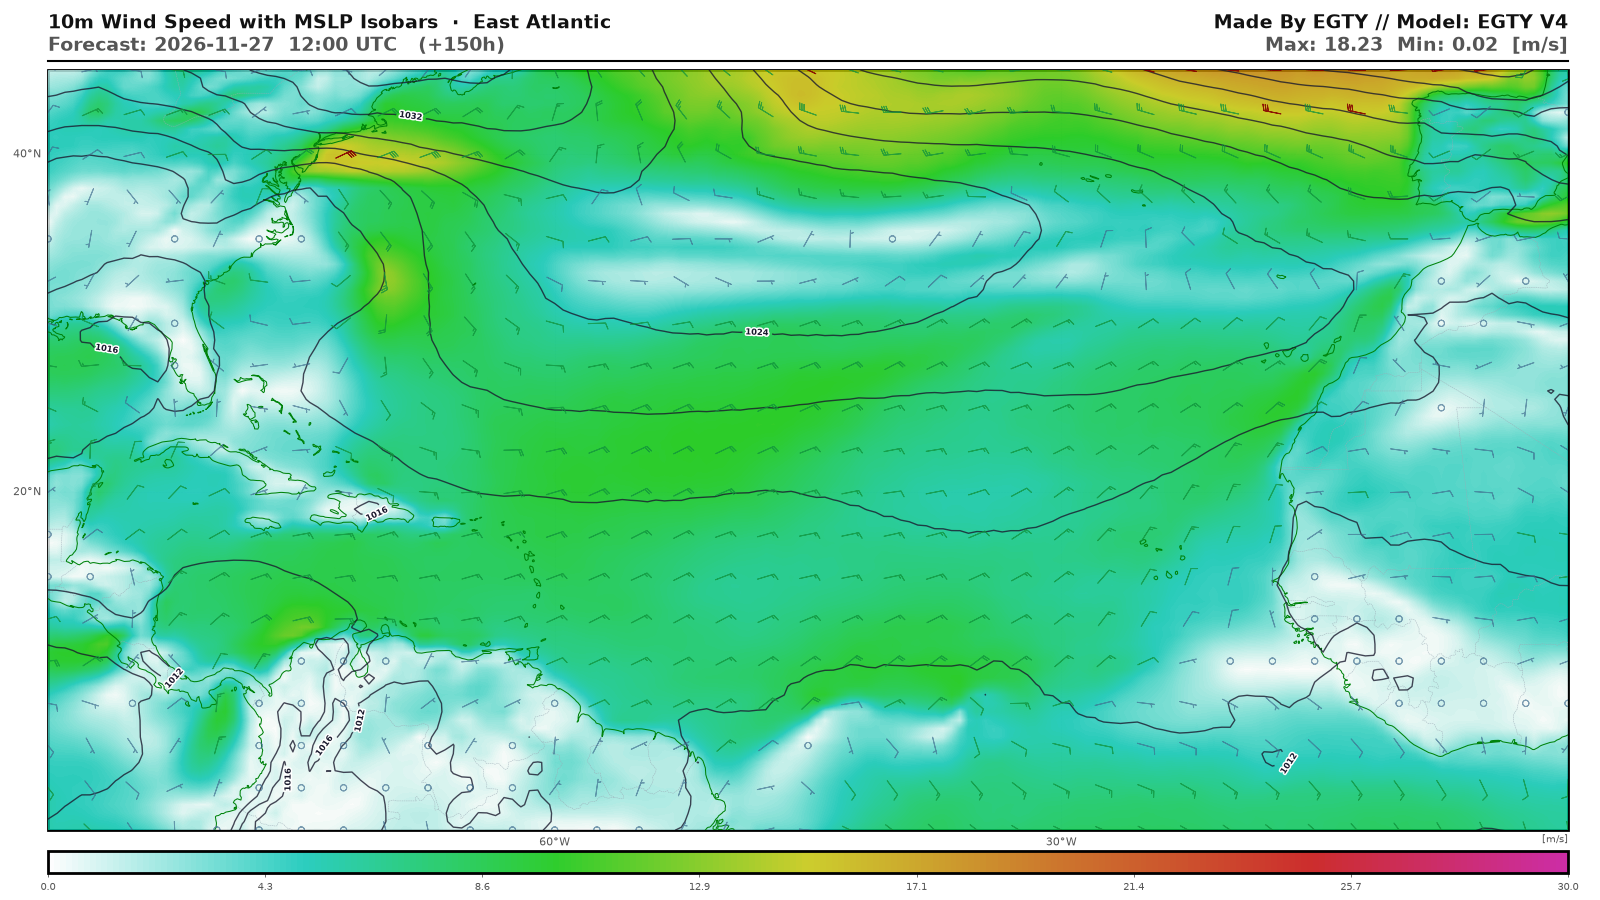 10m Wind Speed with MSLP Isobars · East Atlantic
Made By EGTY // Model: EGTY V4
Forecast: 2026-11-27 12:00 UTC (+150h)
Max: 18.23 Min: 0.02 [m/s]
1032
40°N
1024
1016
20°N
1016
1012
1012
1016
1012
1016
60°W
30°W
[m/s]
0.0
4.3
8.6
12.9
17.1
21.4
25.7
30.0